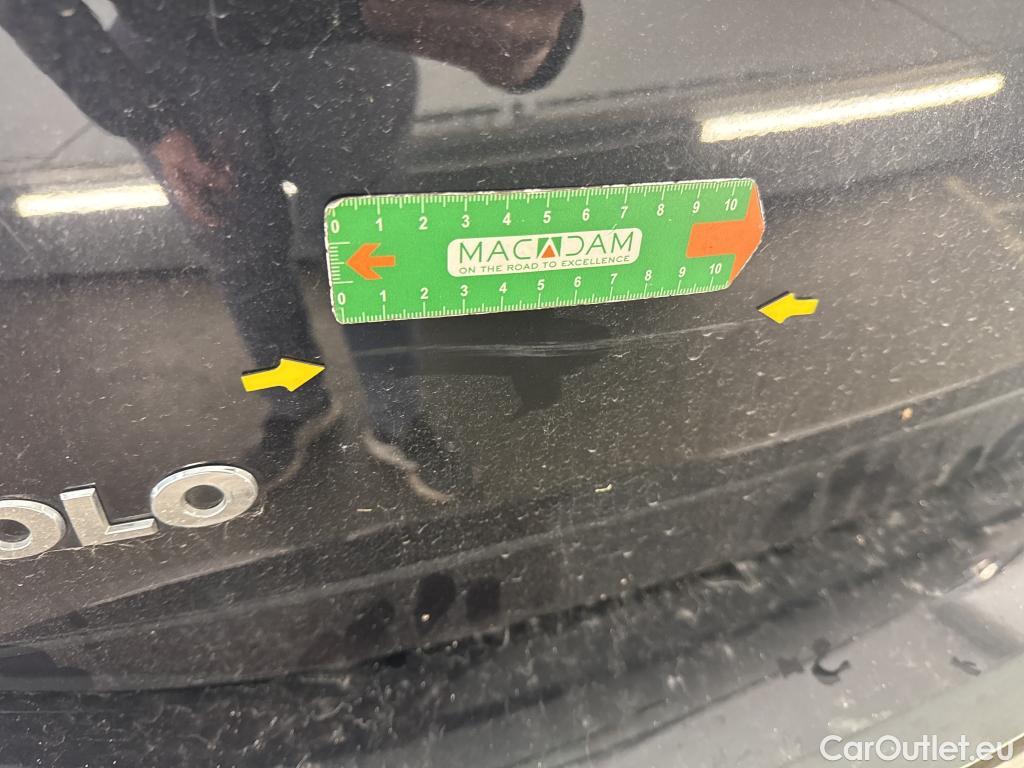 0 1 2 3 4 5 6 7 8 9 10
MACADAM
ON THE ROAD TO EXCELLENCE
0 1 2 3 4 5 6 7 8 9 10
OLO
CarOutlet.eu